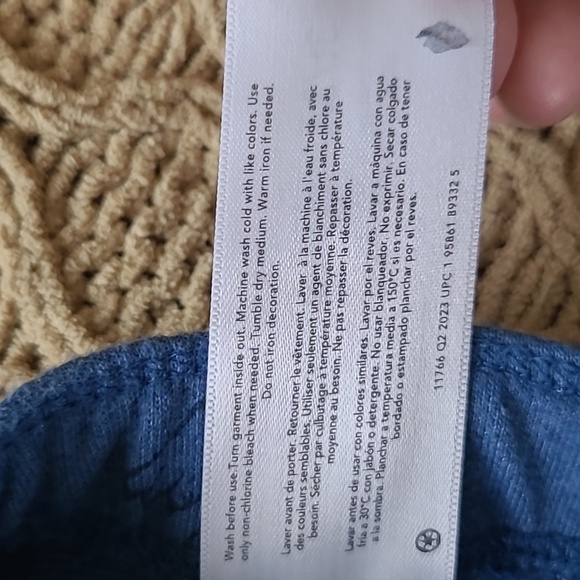 Wash before use.Turn garment inside out. Machine wash cold with like colors. Use
only non-chlorine bleach when needed. Tumble dry medium. Warm iron if needed.
Do not iron decoration.
Laver avant de porter. Retourner le vêtement. Laver à la machine à l'eau froide, avec
des couleurs semblables. Utiliser seulement un agent de blanchiment sans chlore au
besoin. Sécher par culbutage à température moyenne. Repasser à température
moyenne au besoin. Ne pas repasser la décoration.
Lavar antes de usar con colores similares. Lavar por el reves. Lavar a máquina con agua
fria a 30°C con jabón o detergente. No usar blanqueador. No exprimir. Secar colgado
a la sombra. Planchar a temperatura media a 150°C si es necesario. En caso de tener
bordado o estampado planchar por el reves.
11766 Q2 2023 UPC 1 95861 89332 5